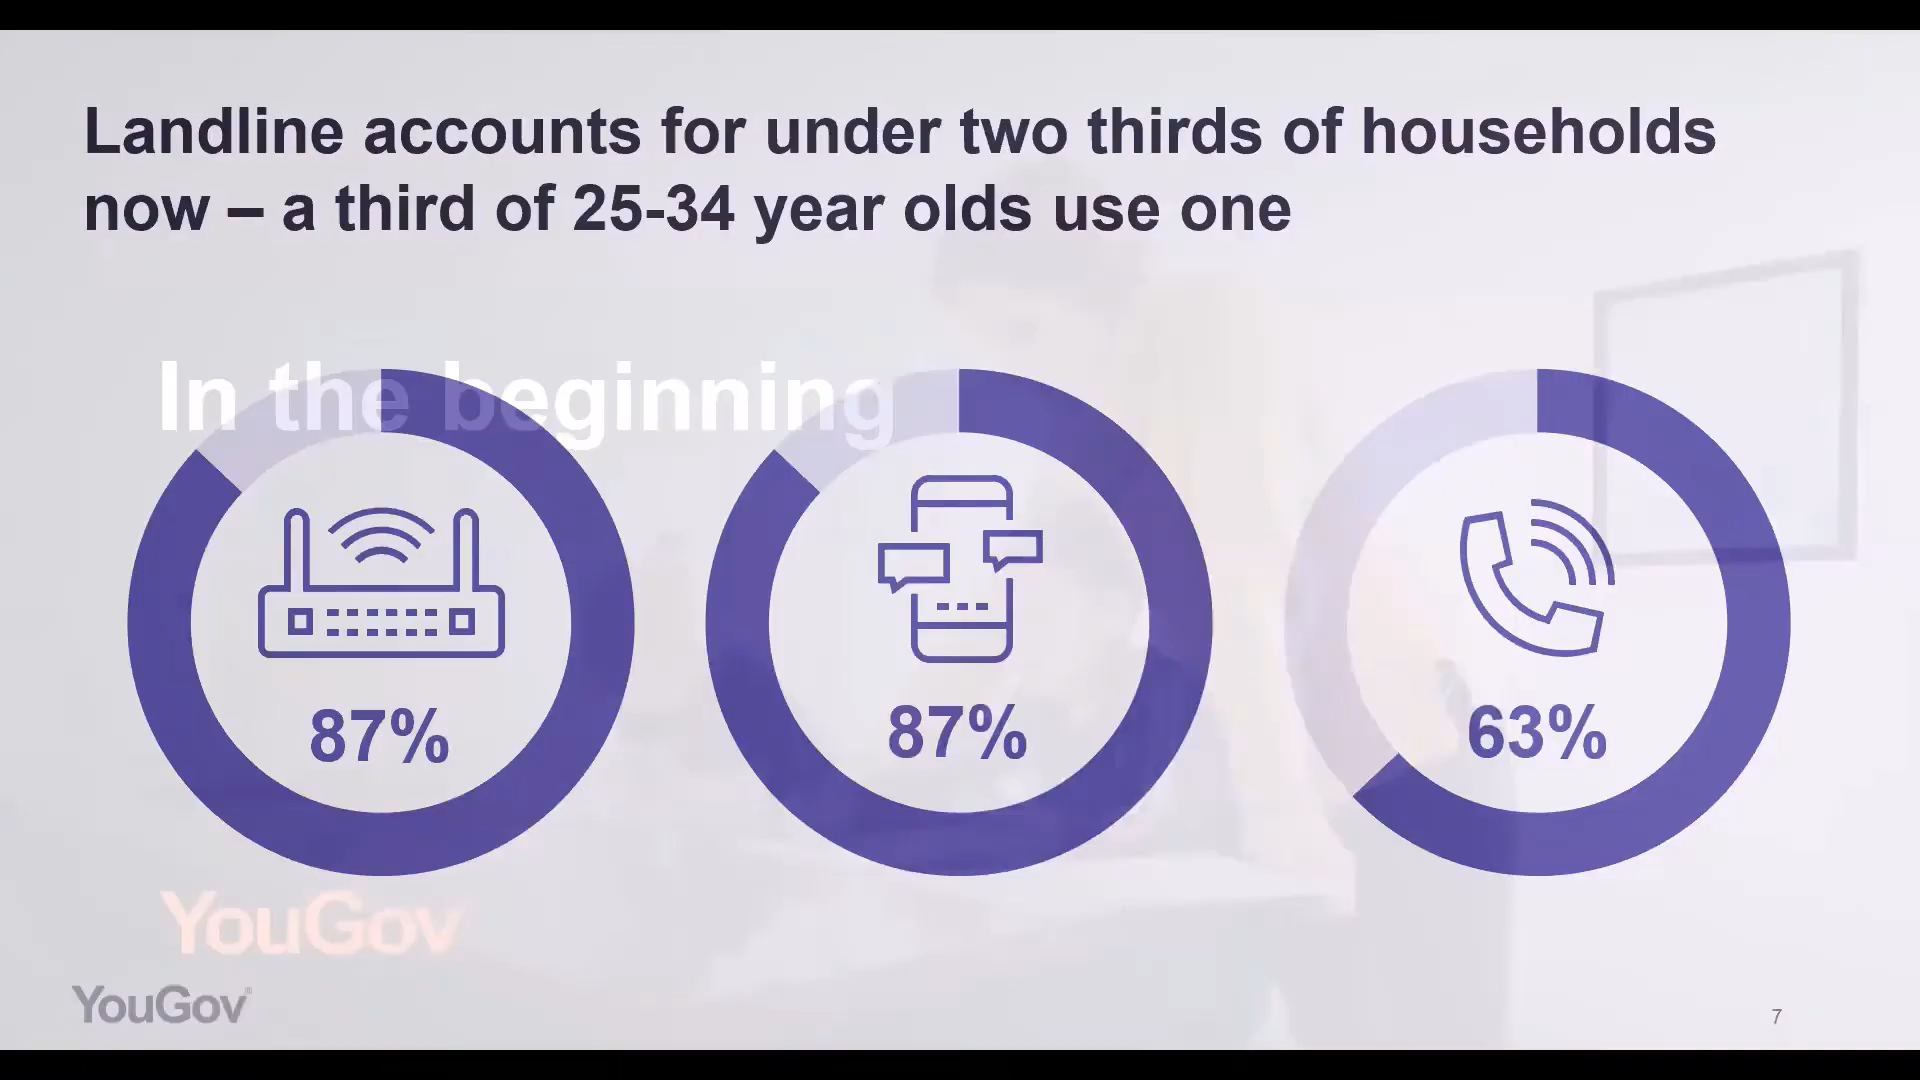 Landline accounts for under two thirds of households
now – a third of 25-34 year olds use one
In the beginning
87%
87%
63%
YouGov
YouGov®
7